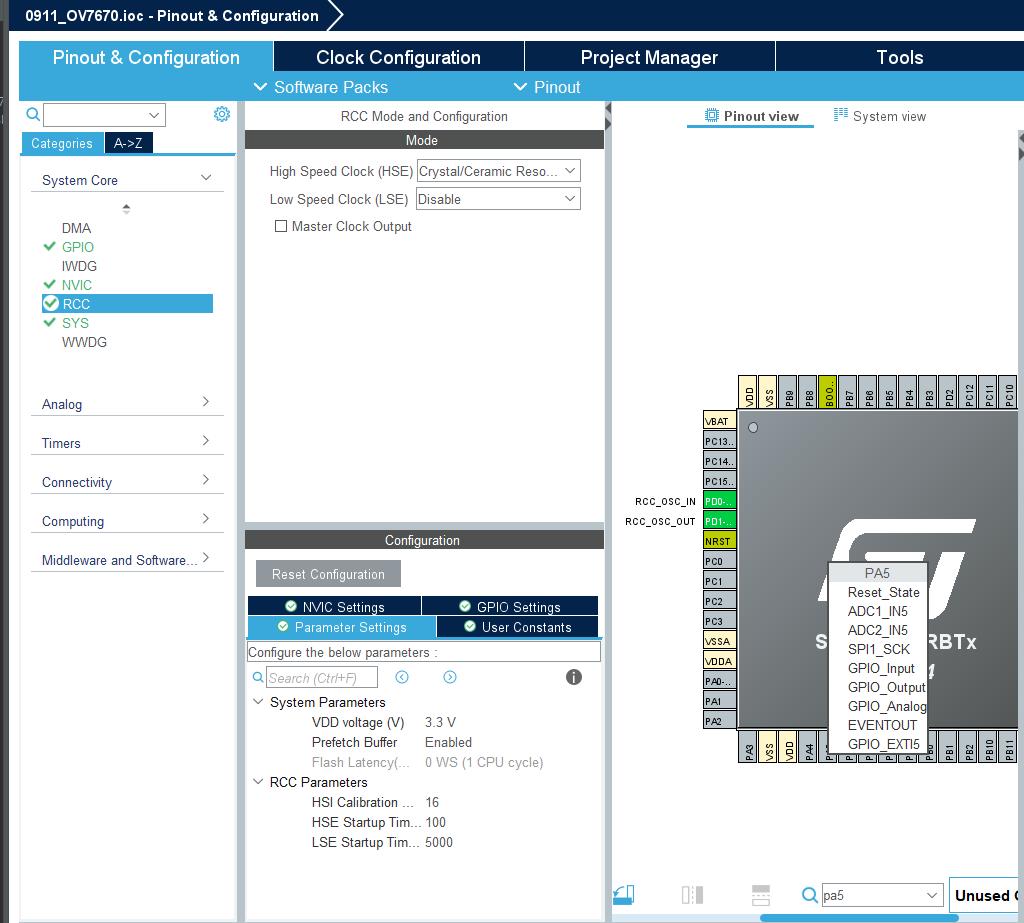 0911_OV7670.ioc - Pinout & Configuration
Pinout & Configuration
Clock Configuration
Project Manager
Tools
Software Packs
Pinout
Categories
A->Z
System Core
DMA
GPIO
IWDG
NVIC
RCC
SYS
WWDG
Analog
Timers
Connectivity
Computing
Middleware and Software...
RCC Mode and Configuration
Mode
High Speed Clock (HSE) Crystal/Ceramic Reso...
Low Speed Clock (LSE) Disable
Master Clock Output
Configuration
Reset Configuration
NVIC Settings
GPIO Settings
Parameter Settings
User Constants
Configure the below parameters :
Search (Ctrl+F)
System Parameters
VDD voltage (V) 3.3 V
Prefetch Buffer Enabled
Flash Latency(... 0 WS (1 CPU cycle)
RCC Parameters
HSI Calibration ... 16
HSE Startup Tim... 100
LSE Startup Tim... 5000
Pinout view
System view
VDD
VSS
PB9
PB8
BOO..
PB7
PB6
PB5
PB4
PB3
PD2
PC12
PC11
PC10
VBAT
PC13..
PC14..
PC15..
RCC_OSC_IN PD0-..
RCC_OSC_OUT PD1-..
NRST
PC0
PC1
PC2
PC3
VSSA
VDDA
PA0-..
PA1
PA2
RBTx
PA5
Reset_State
ADC1_IN5
ADC2_IN5
SPI1_SCK
GPIO_Input
GPIO_Output
GPIO_Analog
EVENTOUT
GPIO_EXTI5
PA3
VSS
VDD
PA4
PB1
PB2
PB10
PB11
pa5
Unused